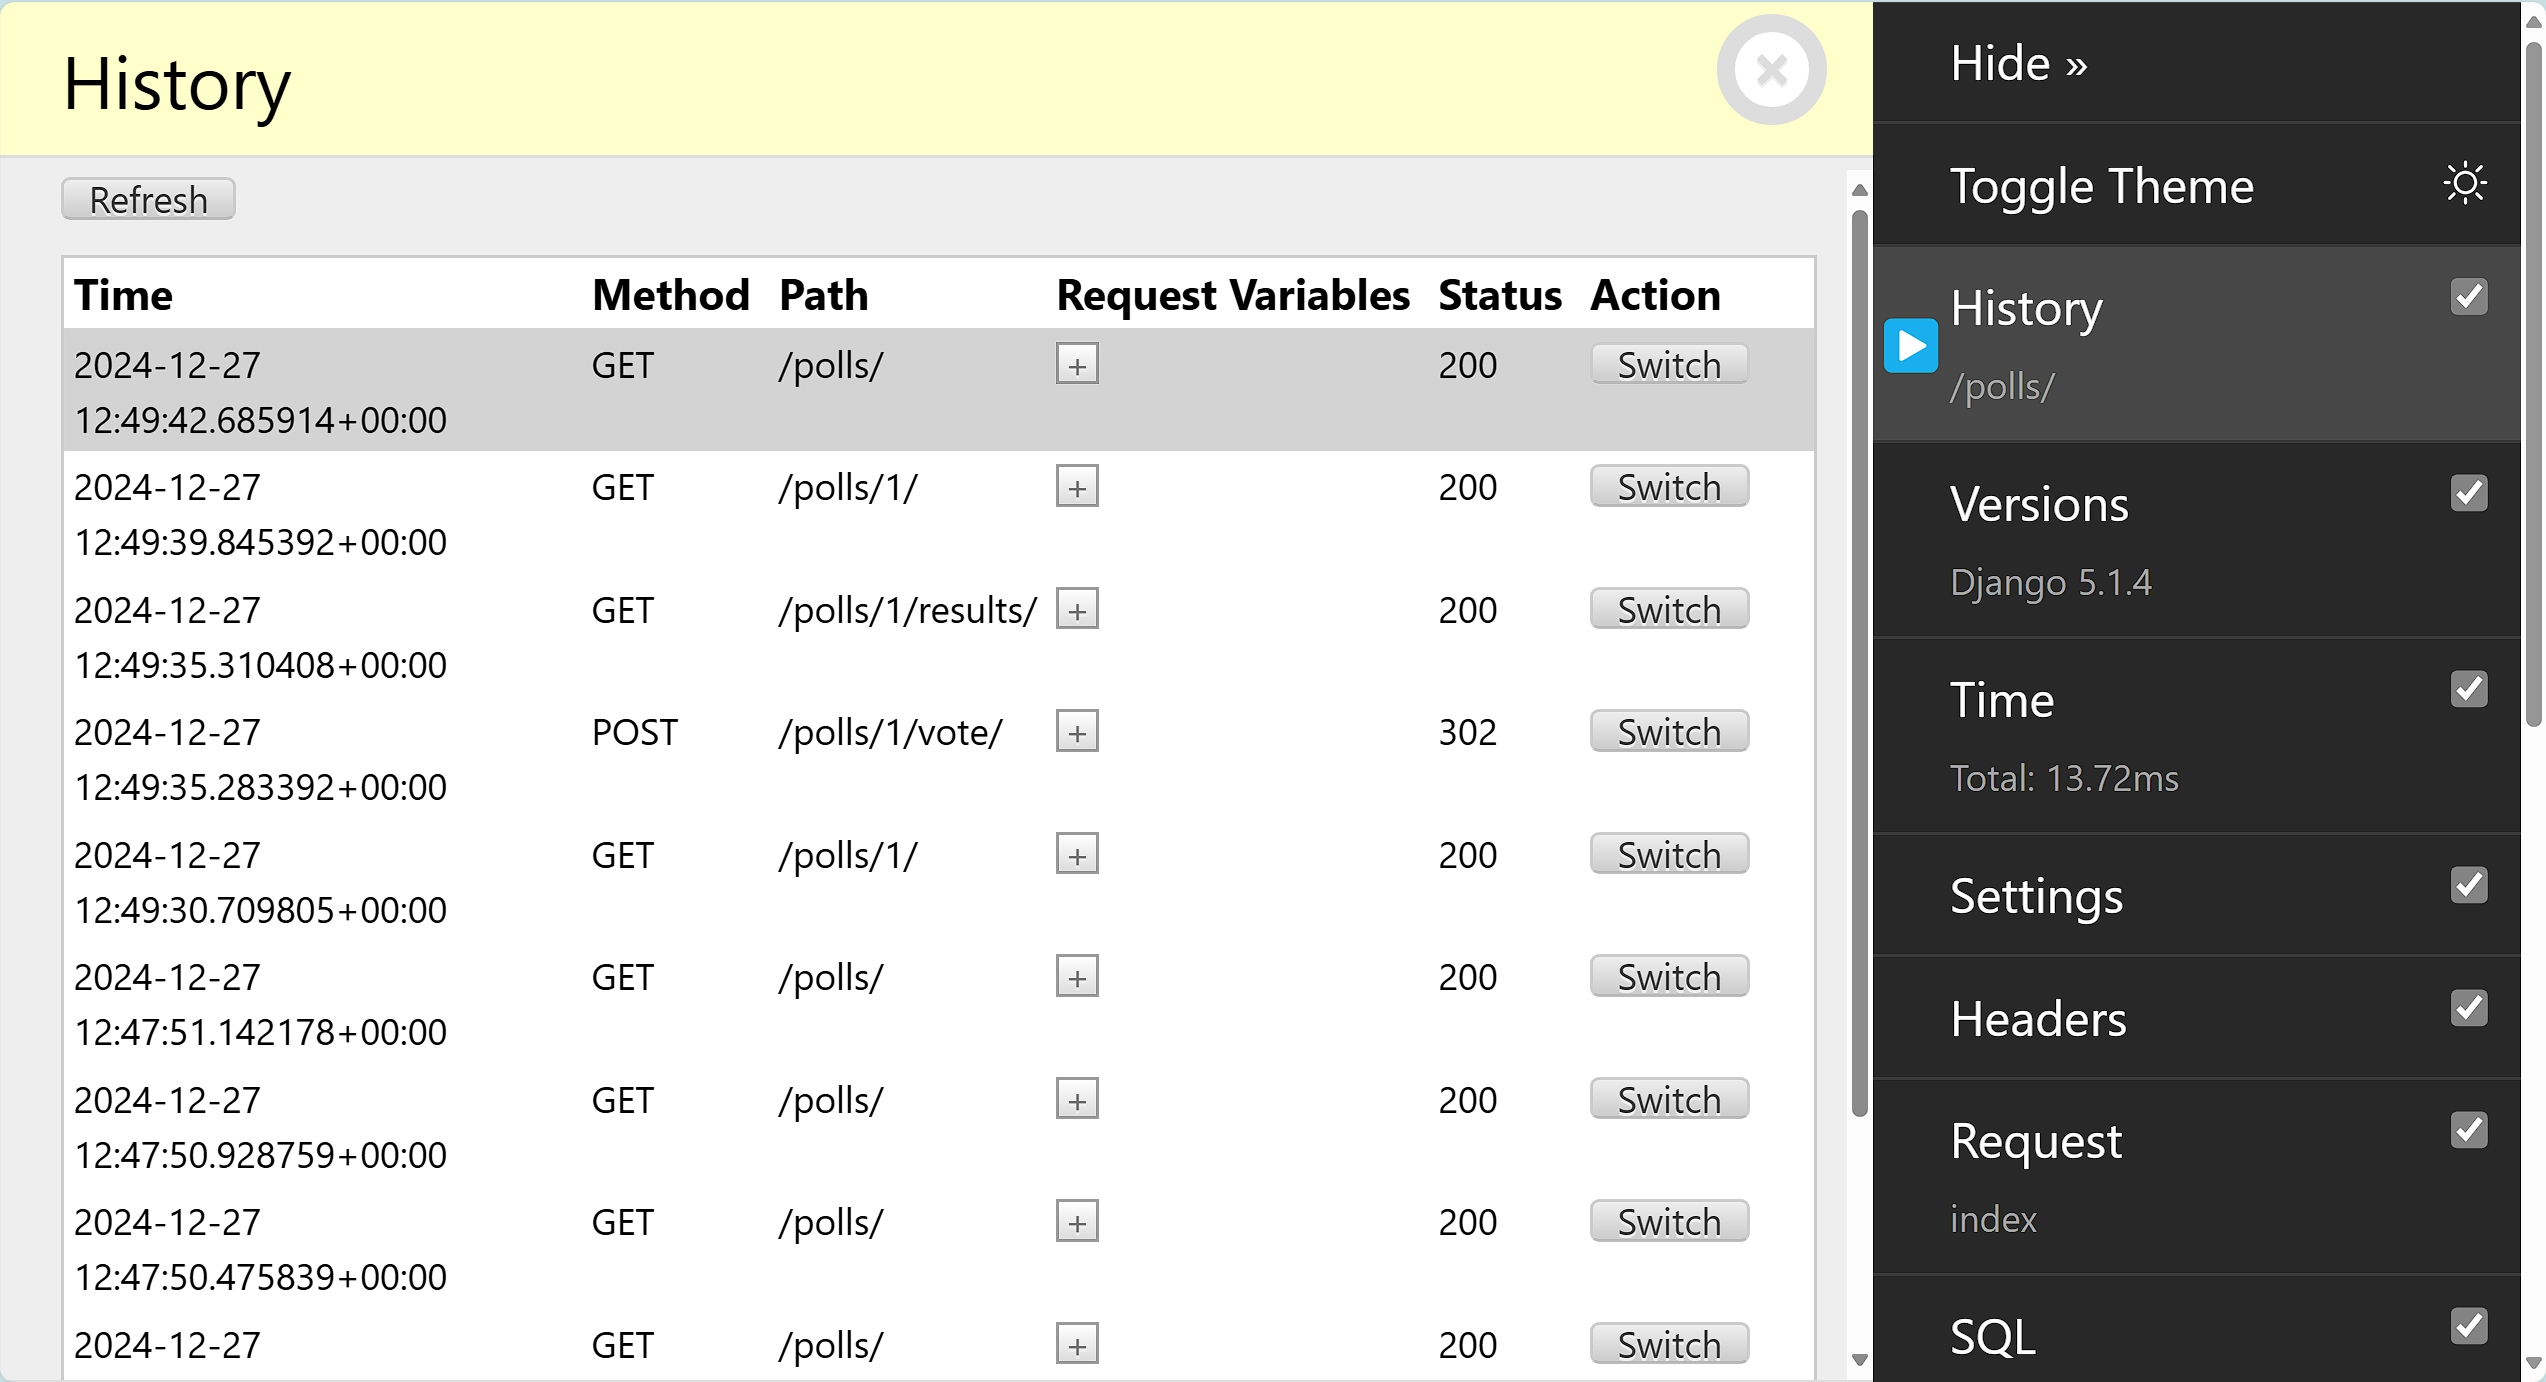 History
Refresh
Time Method Path Request Variables Status Action
2024-12-27 GET /polls/ + 200 Switch
12:49:42.685914+00:00
2024-12-27 GET /polls/1/ + 200 Switch
12:49:39.845392+00:00
2024-12-27 GET /polls/1/results/ + 200 Switch
12:49:35.310408+00:00
2024-12-27 POST /polls/1/vote/ + 302 Switch
12:49:35.283392+00:00
2024-12-27 GET /polls/1/ + 200 Switch
12:49:30.709805+00:00
2024-12-27 GET /polls/ + 200 Switch
12:47:51.142178+00:00
2024-12-27 GET /polls/ + 200 Switch
12:47:50.928759+00:00
2024-12-27 GET /polls/ + 200 Switch
12:47:50.475839+00:00
2024-12-27 GET /polls/ + 200 Switch
Hide »
Toggle Theme
History
/polls/
Versions
Django 5.1.4
Time
Total: 13.72ms
Settings
Headers
Request
index
SQL